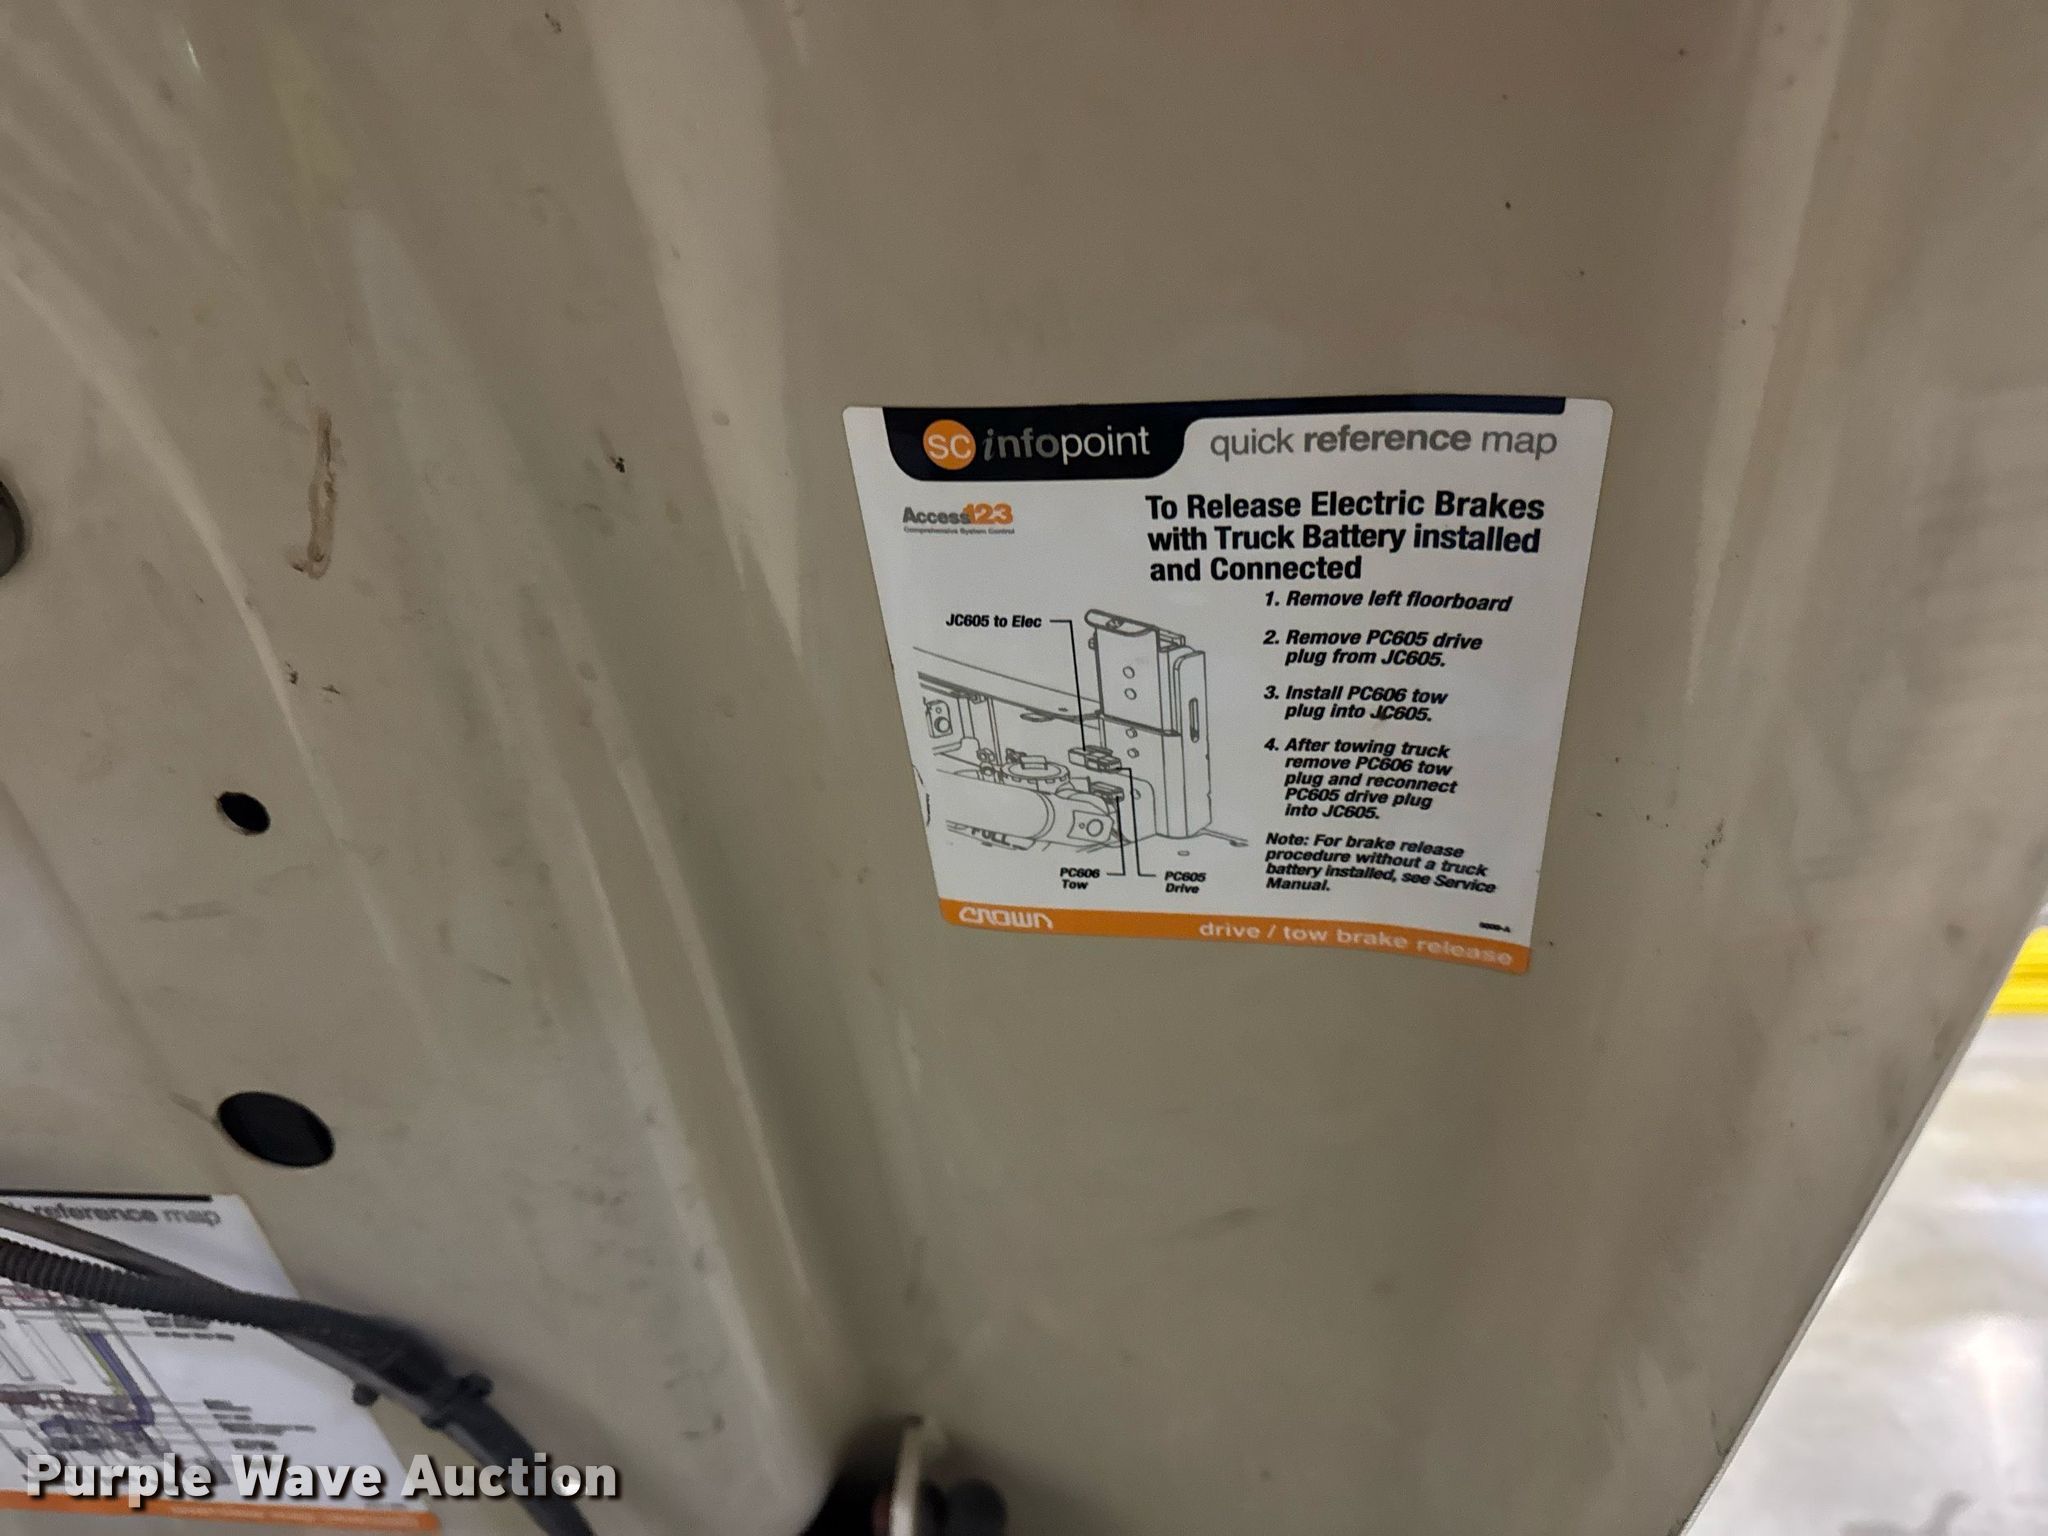 sc infopoint
quick reference map
Access123
Comprehensive System Control
To Release Electric Brakes
with Truck Battery installed
and Connected
1. Remove left floorboard
2. Remove PC605 drive
plug from JC605.
3. Install PC606 tow
plug into JC605.
4. After towing truck
remove PC606 tow
plug and reconnect
PC605 drive plug
into JC605.
Note: For brake release
procedure without a truck
battery installed, see Service
Manual.
JC605 to Elec
PULL
PC606
Tow
PC605
Drive
CROWN
drive / tow brake release
reference map
Purple Wave Auction